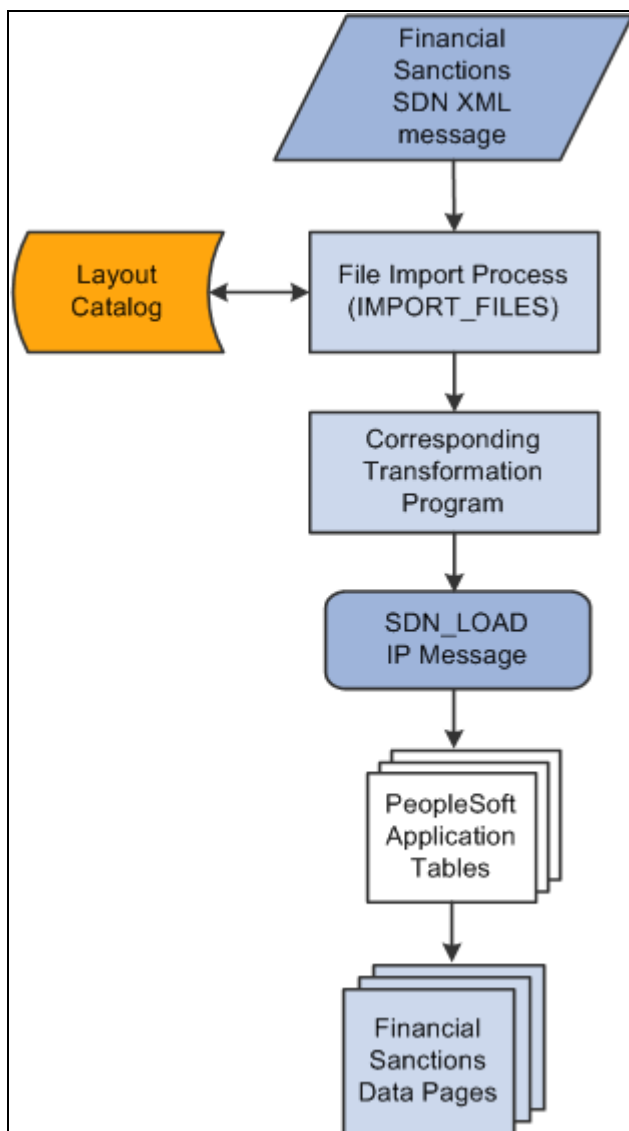 Financial
Sanctions
SDN XML
message
Layout
Catalog
File Import Process
(IMPORT_FILES)
Corresponding
Transformation
Program
SDN_LOAD
IP Message
PeopleSoft
Application
Tables
Financial
Sanctions
Data Pages